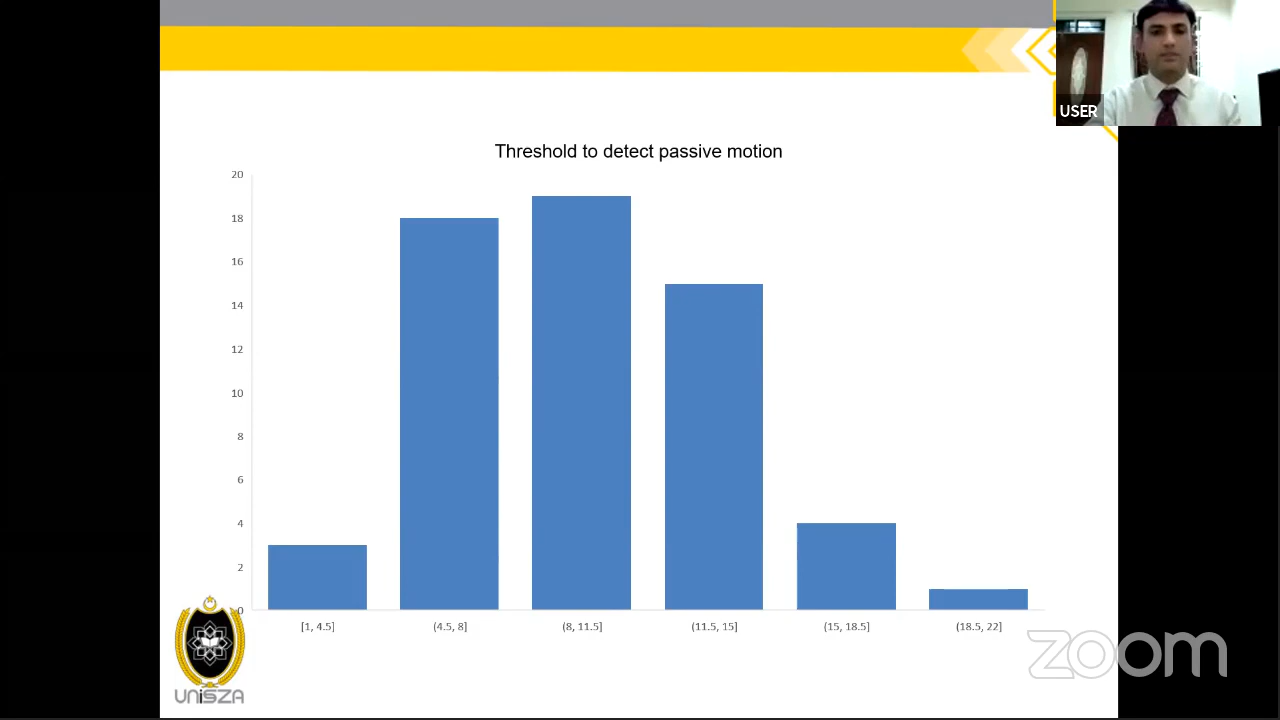 USER
Threshold to detect passive motion
20
18
16
14
12
10
8
6
4
2
0
[1, 4.5] (4.5, 8] (8, 11.5] (11.5, 15] (15, 18.5] (18.5, 22]
UniSZA
zoom